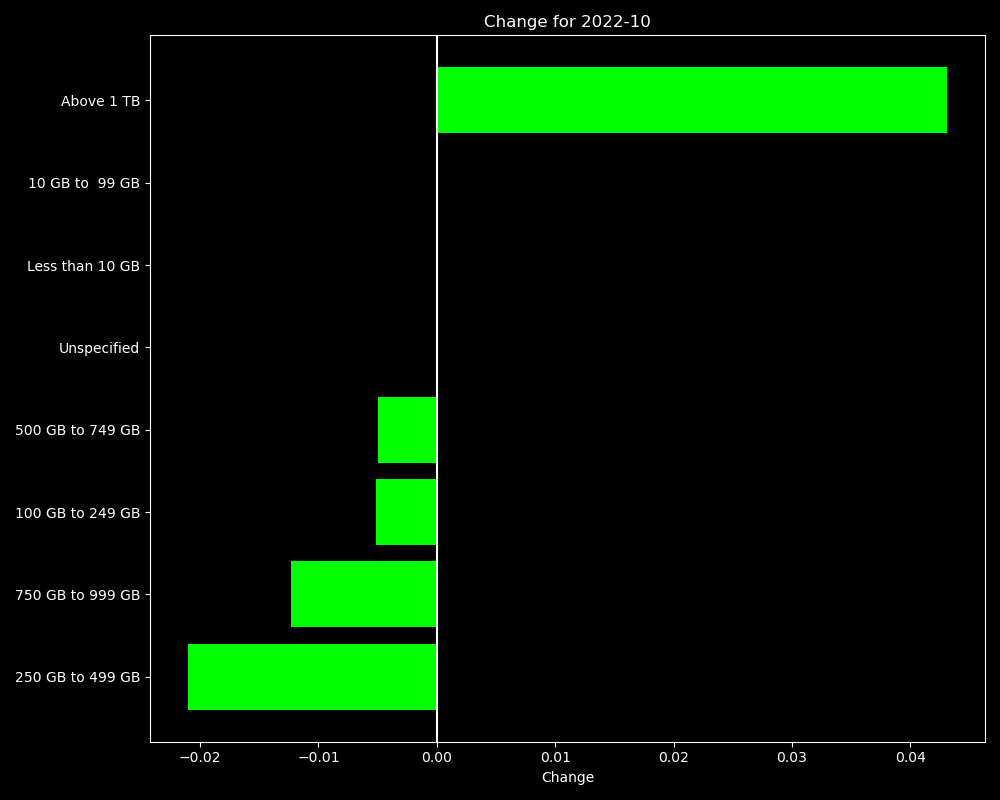 Change for 2022-10
Above 1 TB
10 GB to  99 GB
Less than 10 GB
Unspecified
500 GB to 749 GB
100 GB to 249 GB
750 GB to 999 GB
250 GB to 499 GB
−0.02 −0.01 0.00 0.01 0.02 0.03 0.04
Change